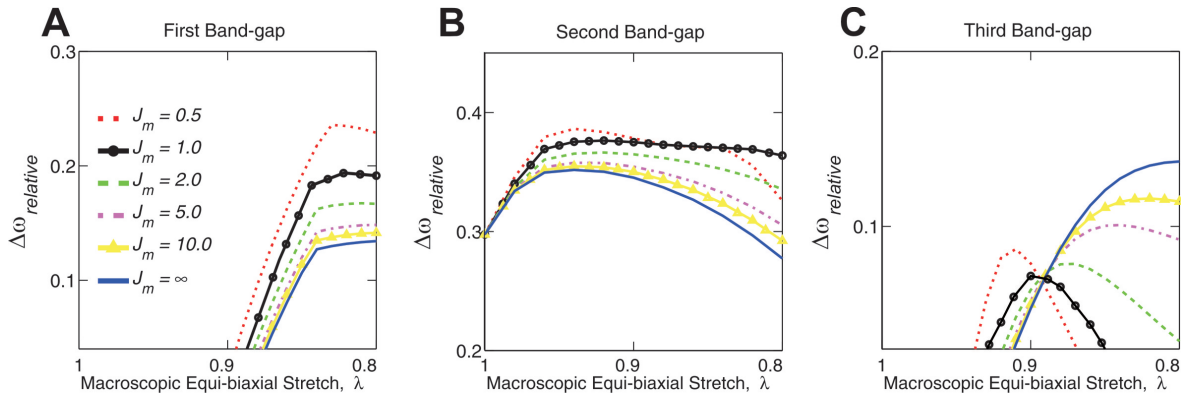 A
First Band-gap
0.3
0.2
0.1
Δω relative
J m = 0.5
J m = 1.0
J m = 2.0
J m = 5.0
J m = 10.0
J m = ∞
1
0.9
0.8
Macroscopic Equi-biaxial Stretch, λ
B
Second Band-gap
0.4
0.3
0.2
Δω relative
1
0.9
0.8
Macroscopic Equi-biaxial Stretch, λ
C
Third Band-gap
0.2
0.1
Δω relative
1
0.9
0.8
Macroscopic Equi-biaxial Stretch, λ